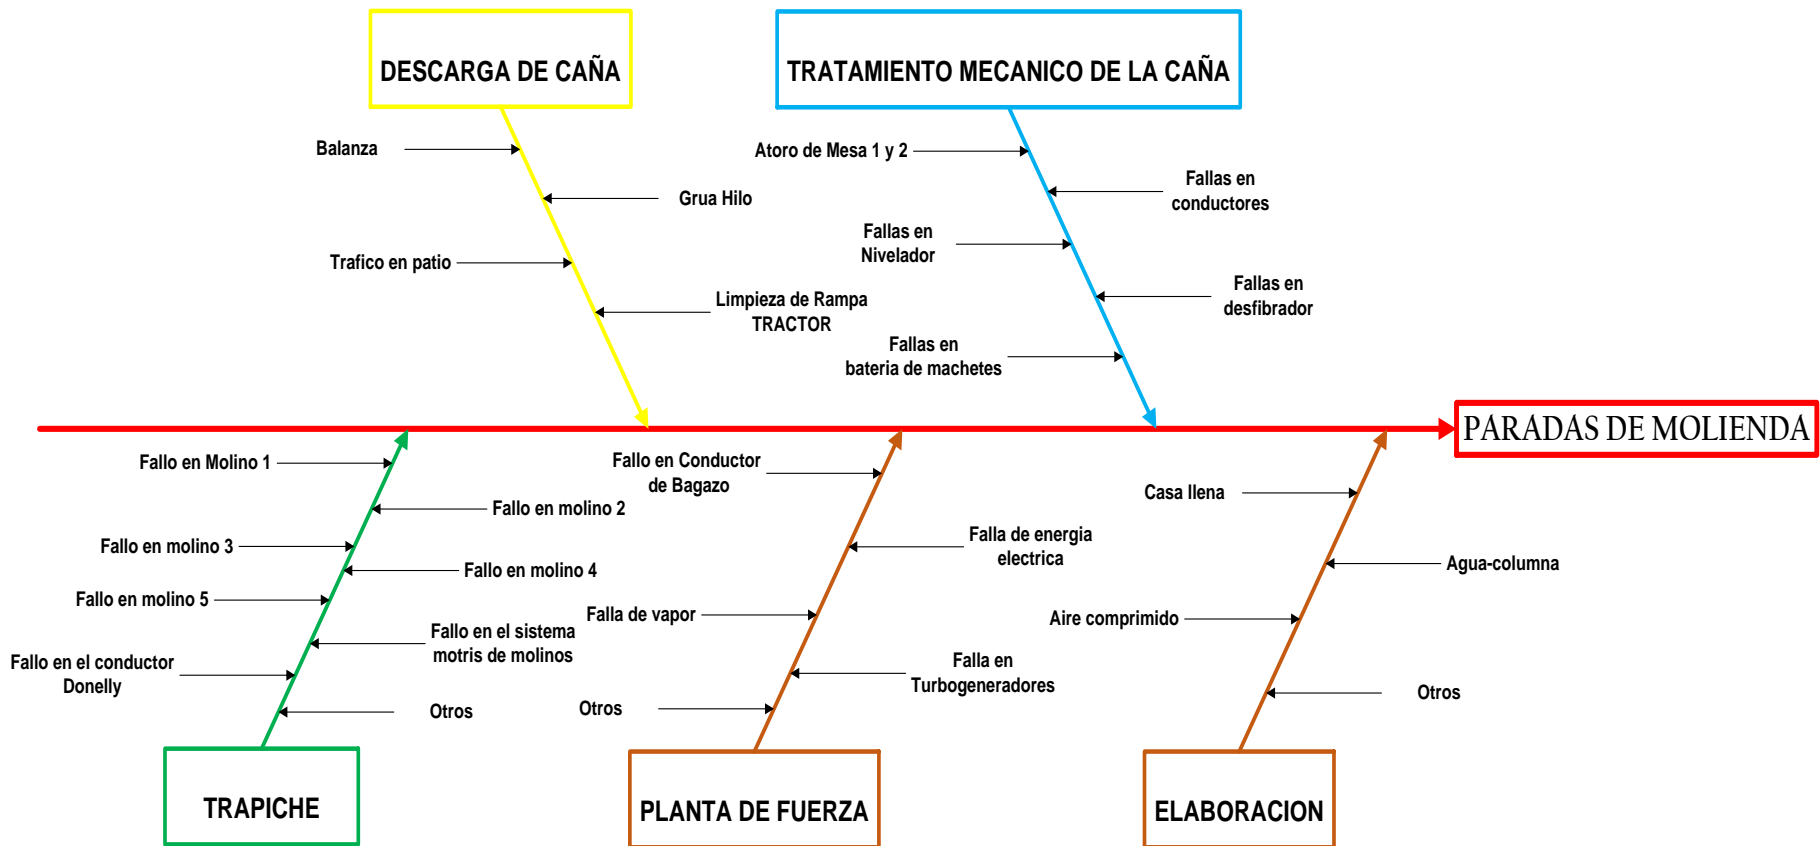 DESCARGA DE CAÑA
TRATAMIENTO MECANICO DE LA CAÑA
Balanza
Grua Hilo
Trafico en patio
Limpieza de Rampa
TRACTOR
Atoro de Mesa 1 y 2
Fallas en
conductores
Fallas en
Nivelador
Fallas en
desfibrador
Fallas en
bateria de machetes
PARADAS DE MOLIENDA
Fallo en Molino 1
Fallo en molino 2
Fallo en molino 3
Fallo en molino 4
Fallo en molino 5
Fallo en el sistema
motris de molinos
Fallo en el conductor
Donelly
Otros
Fallo en Conductor
de Bagazo
Falla de energia
electrica
Falla de vapor
Falla en
Turbogeneradores
Otros
Casa llena
Agua-columna
Aire comprimido
Otros
TRAPICHE
PLANTA DE FUERZA
ELABORACION